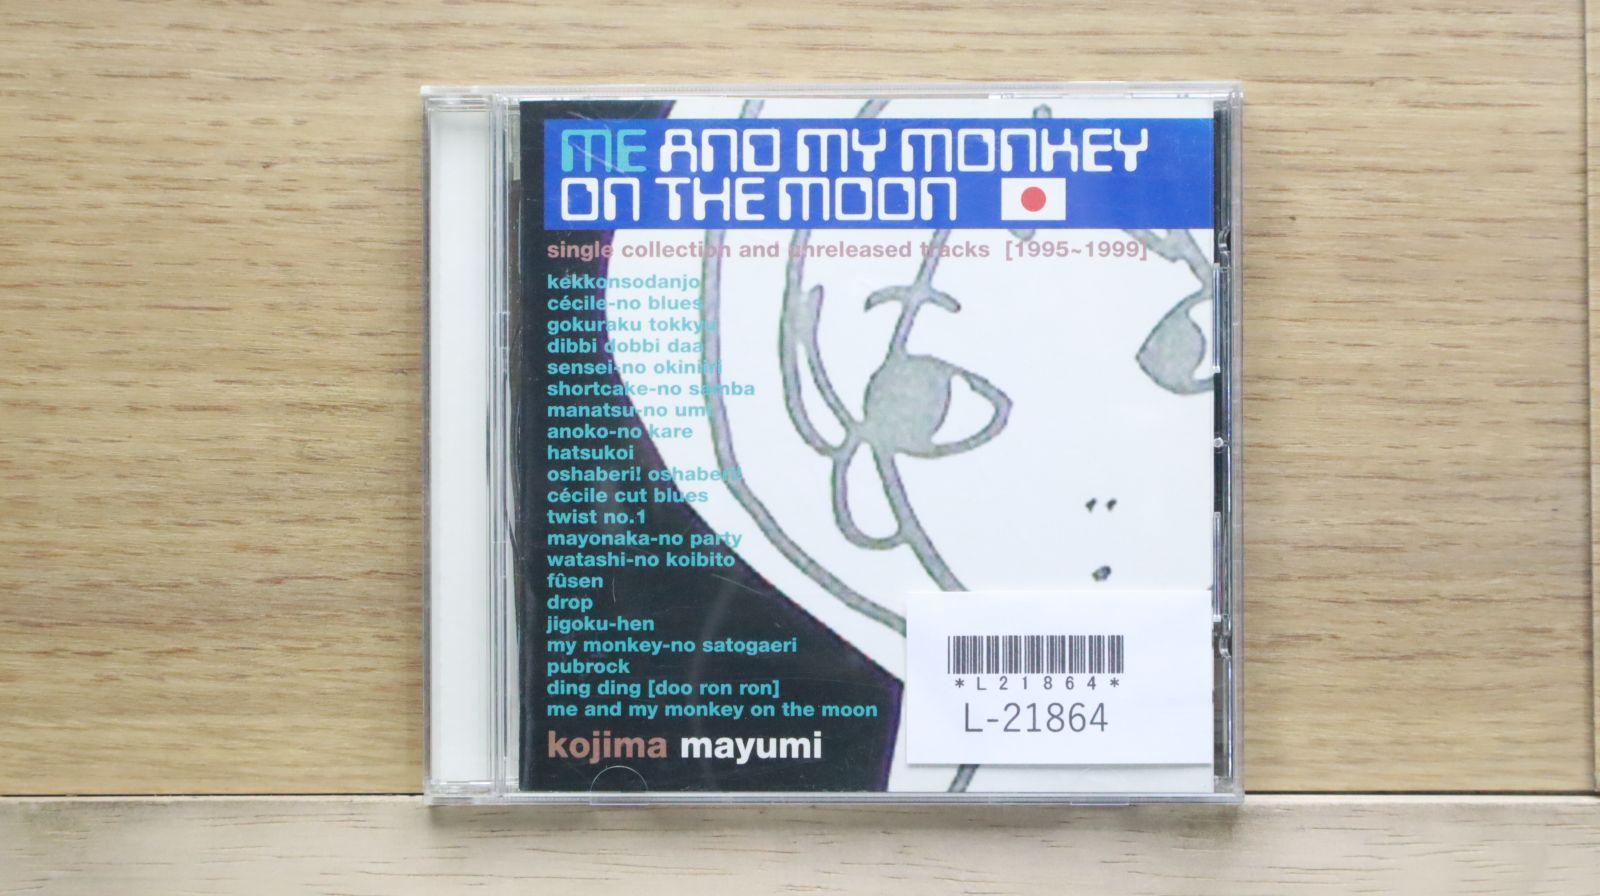 ME AND MY MONKEY
ON THE MOON
single collection and unreleased tracks [1995~1999]
kekkonsodanjo
cécile-no blues
gokuraku tokkyu
dibbi dobbi daa
sensei-no okiniiri
shortcake-no samba
manatsu-no umi
anoko-no kare
hatsukoi
oshaberi! oshaberi!
cécile cut blues
twist no.1
mayonaka-no party
watashi-no koibito
fûsen
drop
jigoku-hen
my monkey-no satogaeri
pubrock
ding ding [doo ron ron]
me and my monkey on the moon
kojima mayumi
*L21864*
L-21864